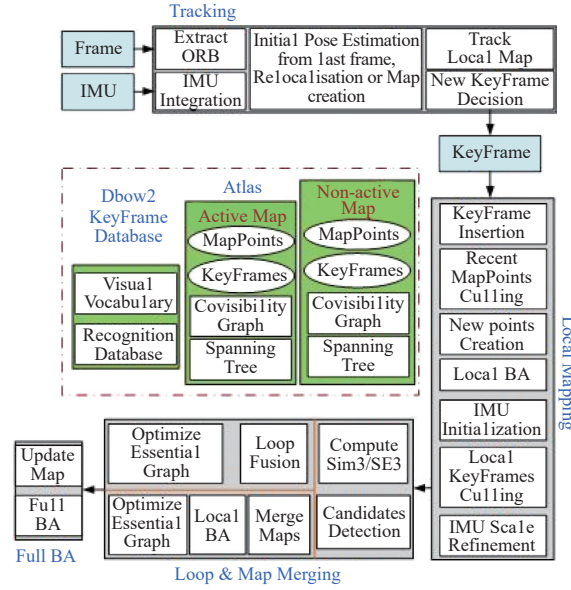 Tracking
Frame
IMU
Extract
ORB
IMU
Integration
Initial Pose Estimation
from last frame,
Relocalisation or Map
creation
Track
Local Map
New KeyFrame
Decision
KeyFrame
Dbow2
KeyFrame
Database
Visual
Vocabulary
Recognition
Database
Atlas
Active Map
MapPoints
KeyFrames
Covisibility
Graph
Spanning
Tree
Non-active
Map
MapPoints
KeyFrames
Covisibility
Graph
Spanning
Tree
KeyFrame
Insertion
Recent
MapPoints
Culling
New points
Creation
Local BA
IMU
Initialization
Local
KeyFrames
Culling
IMU Scale
Refinement
Local Mapping
Optimize
Essential
Graph
Loop
Fusion
Compute
Sim3/SE3
Optimize
Essential
Graph
Local
BA
Merge
Maps
Candidates
Detection
Loop & Map Merging
Update
Map
Full
BA
Full BA